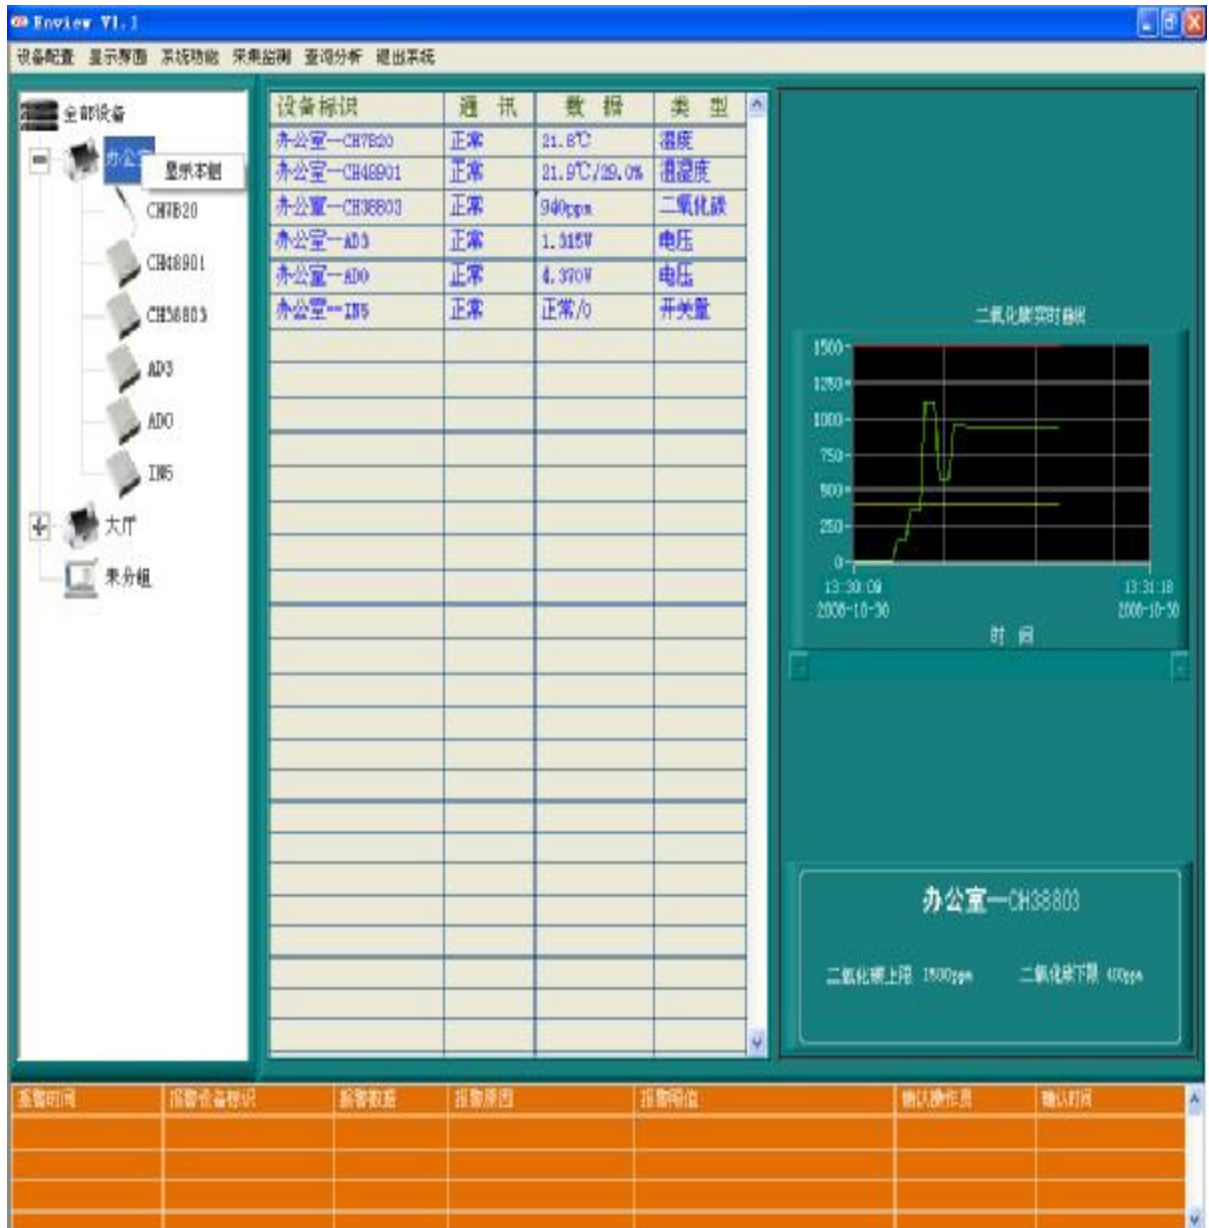 Enview V1.1
设备配置 显示界面 系统功能 采集监测 查询分析 退出系统
全部设备
办公室
显示本组
CH7B20
CH48901
CH38803
AD3
AD0
IN5
大厅
未分组
设备标识 通 讯 数 据 类 型
办公室--CH7B20 正常 21.8℃ 温度
办公室--CH48901 正常 21.9℃/29.0% 温湿度
办公室--CH38803 正常 940ppm 二氧化碳
办公室--AD3 正常 1.315V 电压
办公室--AD0 正常 4.370V 电压
办公室--IN5 正常 正常/0 开关量
二氧化碳实时曲线
1500
1250
1000
750
500
250
0
13:30:09 13:31:18
2008-10-30 2008-10-30
时 间
办公室—CH38803
二氧化碳上限 1500ppm 二氧化碳下限 400ppm
报警时间 报警设备标识 报警数据 报警原因 报警限值 确认操作员 确认时间